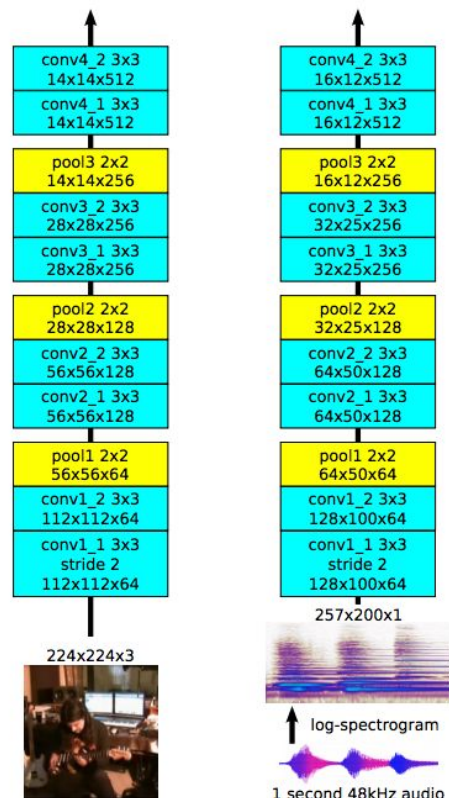 conv4_2 3x3
14x14x512
conv4_1 3x3
14x14x512
pool3 2x2
14x14x256
conv3_2 3x3
28x28x256
conv3_1 3x3
28x28x256
pool2 2x2
28x28x128
conv2_2 3x3
56x56x128
conv2_1 3x3
56x56x128
pool1 2x2
56x56x64
conv1_2 3x3
112x112x64
conv1_1 3x3
stride 2
112x112x64
224x224x3
conv4_2 3x3
16x12x512
conv4_1 3x3
16x12x512
pool3 2x2
16x12x256
conv3_2 3x3
32x25x256
conv3_1 3x3
32x25x256
pool2 2x2
32x25x128
conv2_2 3x3
64x50x128
conv2_1 3x3
64x50x128
pool1 2x2
64x50x64
conv1_2 3x3
128x100x64
conv1_1 3x3
stride 2
128x100x64
257x200x1
log-spectrogram
1 second 48kHz audio